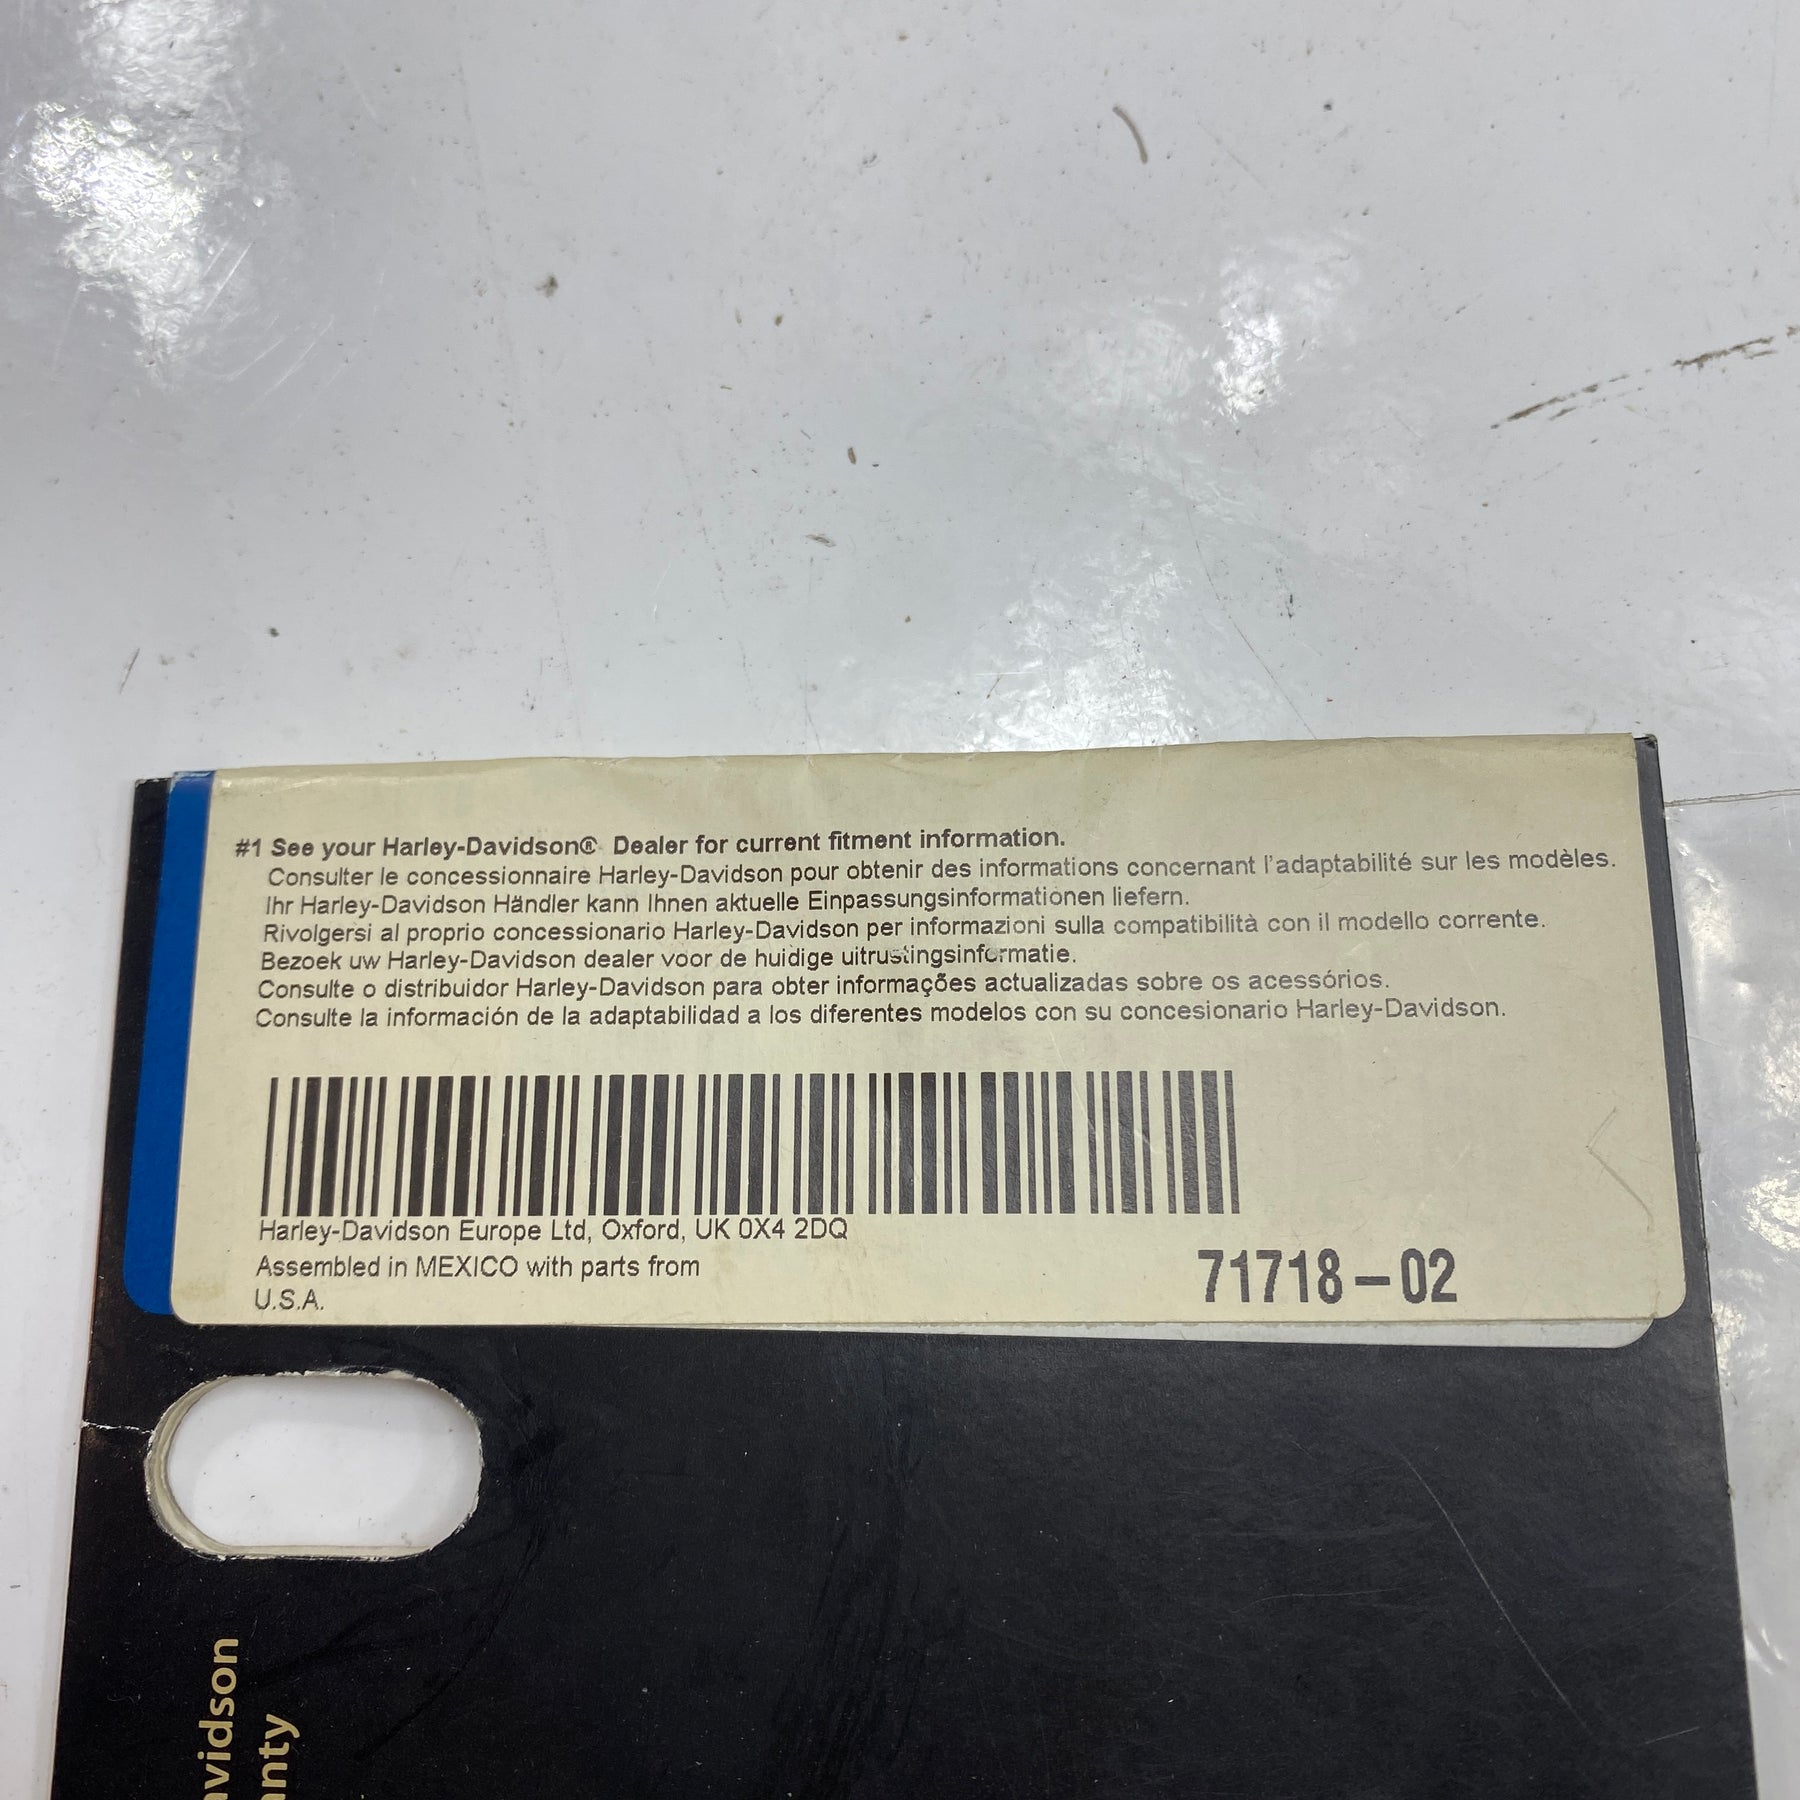 #1 See your Harley-Davidson® Dealer for current fitment information.
Consulter le concessionnaire Harley-Davidson pour obtenir des informations concernant l'adaptabilité sur les modèles.
Ihr Harley-Davidson Händler kann Ihnen aktuelle Einpassungsinformationen liefern.
Rivolgersi al proprio concessionario Harley-Davidson per informazioni sulla compatibilità con il modello corrente.
Bezoek uw Harley-Davidson dealer voor de huidige uitrustingsinformatie.
Consulte o distribuidor Harley-Davidson para obter informações actualizadas sobre os acessórios.
Consulte la información de la adaptabilidad a los diferentes modelos con su concesionario Harley-Davidson.
Harley-Davidson Europe Ltd, Oxford, UK 0X4 2DQ
Assembled in MEXICO with parts from
U.S.A.
71718-02
avidson
anty